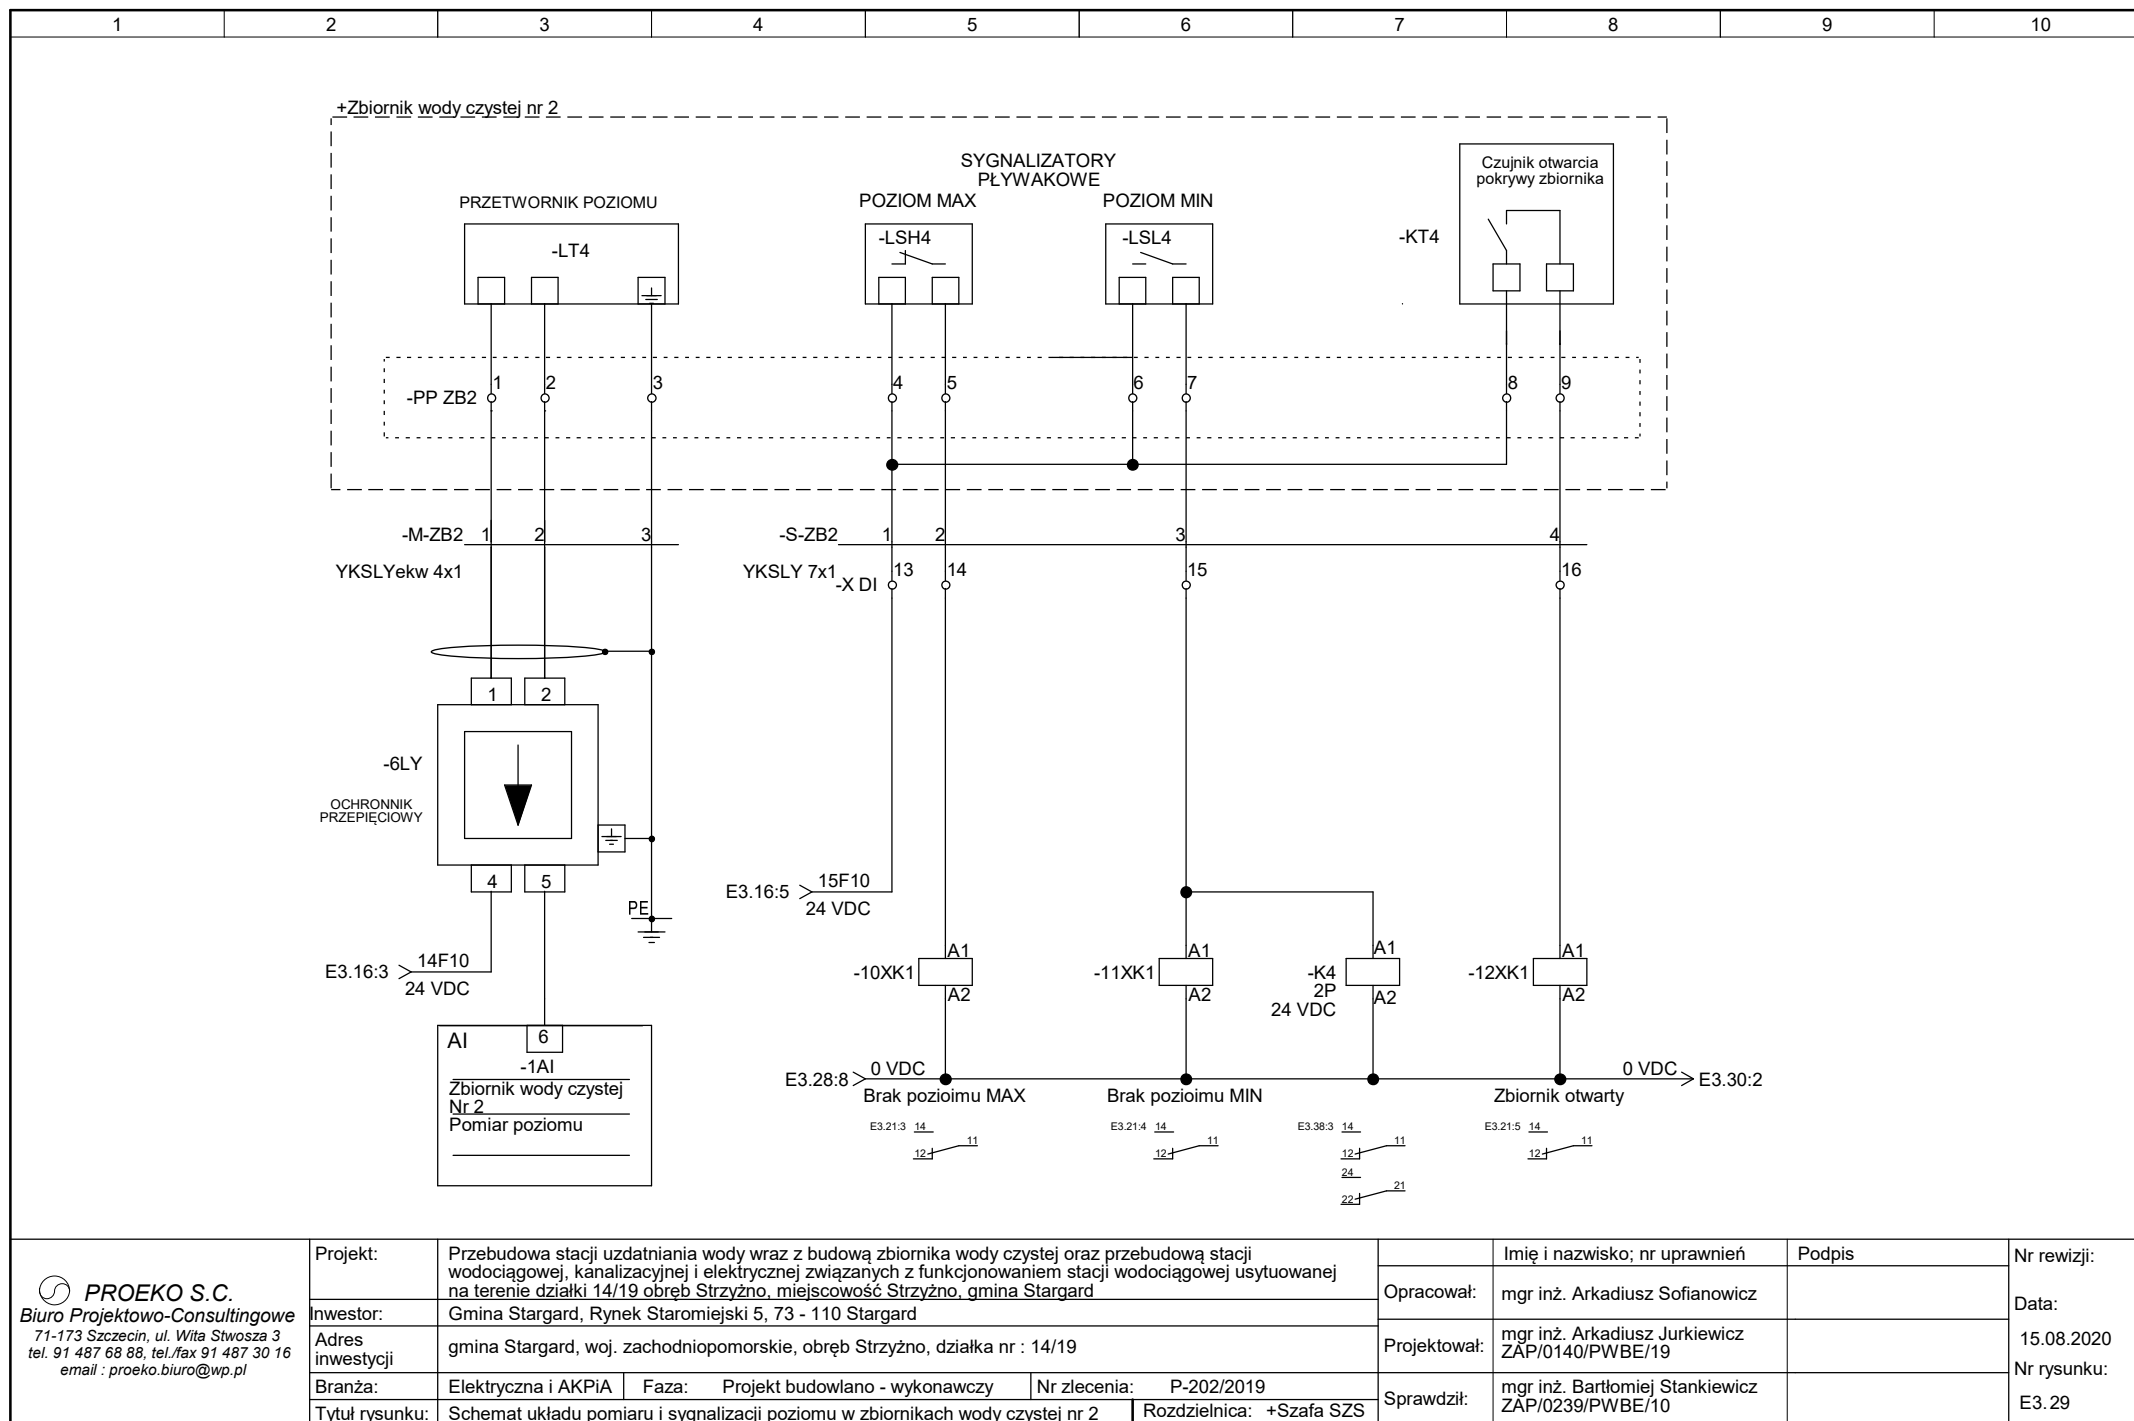 1 2 3 4 5 6 7 8 9 10
+Zbiornik wody czystej nr 2
SYGNALIZATORY
PŁYWAKOWE
Czujnik otwarcia
pokrywy zbiornika
PRZETWORNIK POZIOMU
POZIOM MAX
POZIOM MIN
-LT4
-LSH4
-LSL4
-KT4
-PP ZB2 1 2 3 4 5 6 7 8 9
-M-ZB2 1 2 3
-S-ZB2 1 2 3 4
YKSLYekw 4x1
YKSLY 7x1
-X DI 13 14 15 16
1 2
-6LY
OCHRONNIK
PRZEPIĘCIOWY
4 5
PE
E3.16:5 15F10
24 VDC
E3.16:3 14F10
24 VDC
A1 A1 A1 A1
-10XK1 -11XK1 -K4 -12XK1
2P
24 VDC
A2 A2 A2 A2
AI 6
-1AI
Zbiornik wody czystej
Nr 2
Pomiar poziomu
E3.28:8 0 VDC 0 VDC E3.30:2
Brak pozioimu MAX
Brak pozioimu MIN
Zbiornik otwarty
E3.21:3 14
11
12
E3.21:4 14
11
12
E3.38:3 14
11
12
24
21
22
E3.21:5 14
11
12
PROEKO S.C.
Biuro Projektowo-Consultingowe
71-173 Szczecin, ul. Wita Stwosza 3
tel. 91 487 68 88, tel./fax 91 487 30 16
email : proeko.biuro@wp.pl
Projekt:
Przebudowa stacji uzdatniania wody wraz z budową zbiornika wody czystej oraz przebudową stacji
wodociągowej, kanalizacyjnej i elektrycznej związanych z funkcjonowaniem stacji wodociągowej usytuowanej
na terenie działki 14/19 obręb Strzyżno, miejscowość Strzyżno, gmina Stargard
Inwestor: Gmina Stargard, Rynek Staromiejski 5, 73 - 110 Stargard
Adres
inwestycji
gmina Stargard, woj. zachodniopomorskie, obręb Strzyżno, działka nr : 14/19
Branża: Elektryczna i AKPiA Faza: Projekt budowlano - wykonawczy Nr zlecenia: P-202/2019
Tytuł rysunku: Schemat układu pomiaru i sygnalizacji poziomu w zbiornikach wody czystej nr 2 Rozdzielnica: +Szafa SZS
Imię i nazwisko; nr uprawnień Podpis
Opracował: mgr inż. Arkadiusz Sofianowicz
Projektował: mgr inż. Arkadiusz Jurkiewicz
ZAP/0140/PWBE/19
Sprawdził: mgr inż. Bartłomiej Stankiewicz
ZAP/0239/PWBE/10
Nr rewizji:
Data:
15.08.2020
Nr rysunku:
E3.29